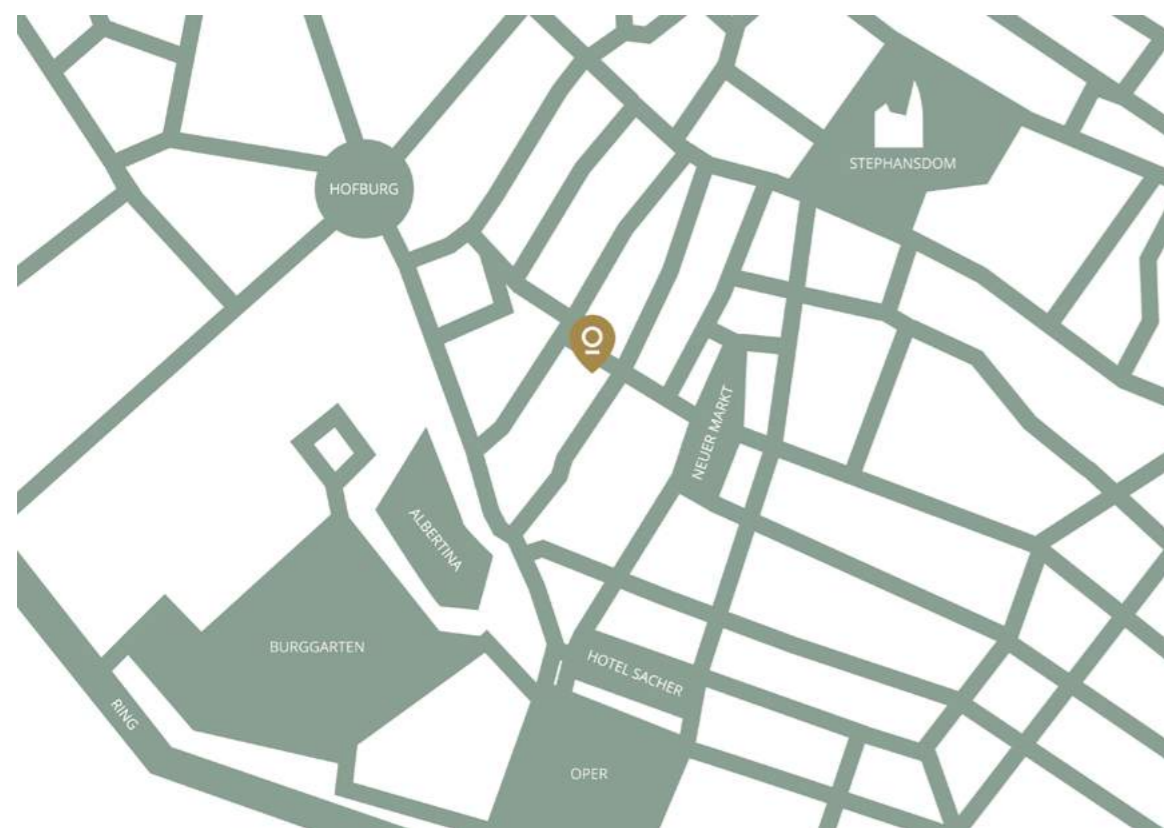 STEPHANSDOM
HOFBURG
NEUER MARKT
ALBERTINA
BURGGARTEN
HOTEL SACHER
RING
OPER